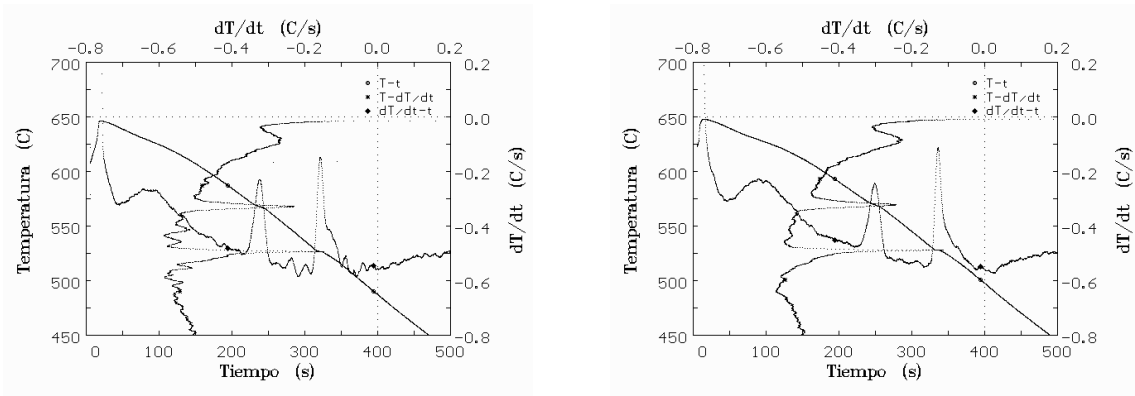 dT/dt (C/s)
-0.8 -0.6 -0.4 -0.2 0.0 0.2
700 0.2
T-t
T-dT/dt
dT/dt-t
650 0.0
600 -0.2
550 -0.4
500 -0.6
450 -0.8
Temperatura (C)
dT/dt (C/s)
0 100 200 300 400 500
Tiempo (s)
dT/dt (C/s)
-0.8 -0.6 -0.4 -0.2 0.0 0.2
700 0.2
T-t
T-dT/dt
dT/dt-t
650 0.0
600 -0.2
550 -0.4
500 -0.6
450 -0.8
Temperatura (C)
dT/dt (C/s)
0 100 200 300 400 500
Tiempo (s)